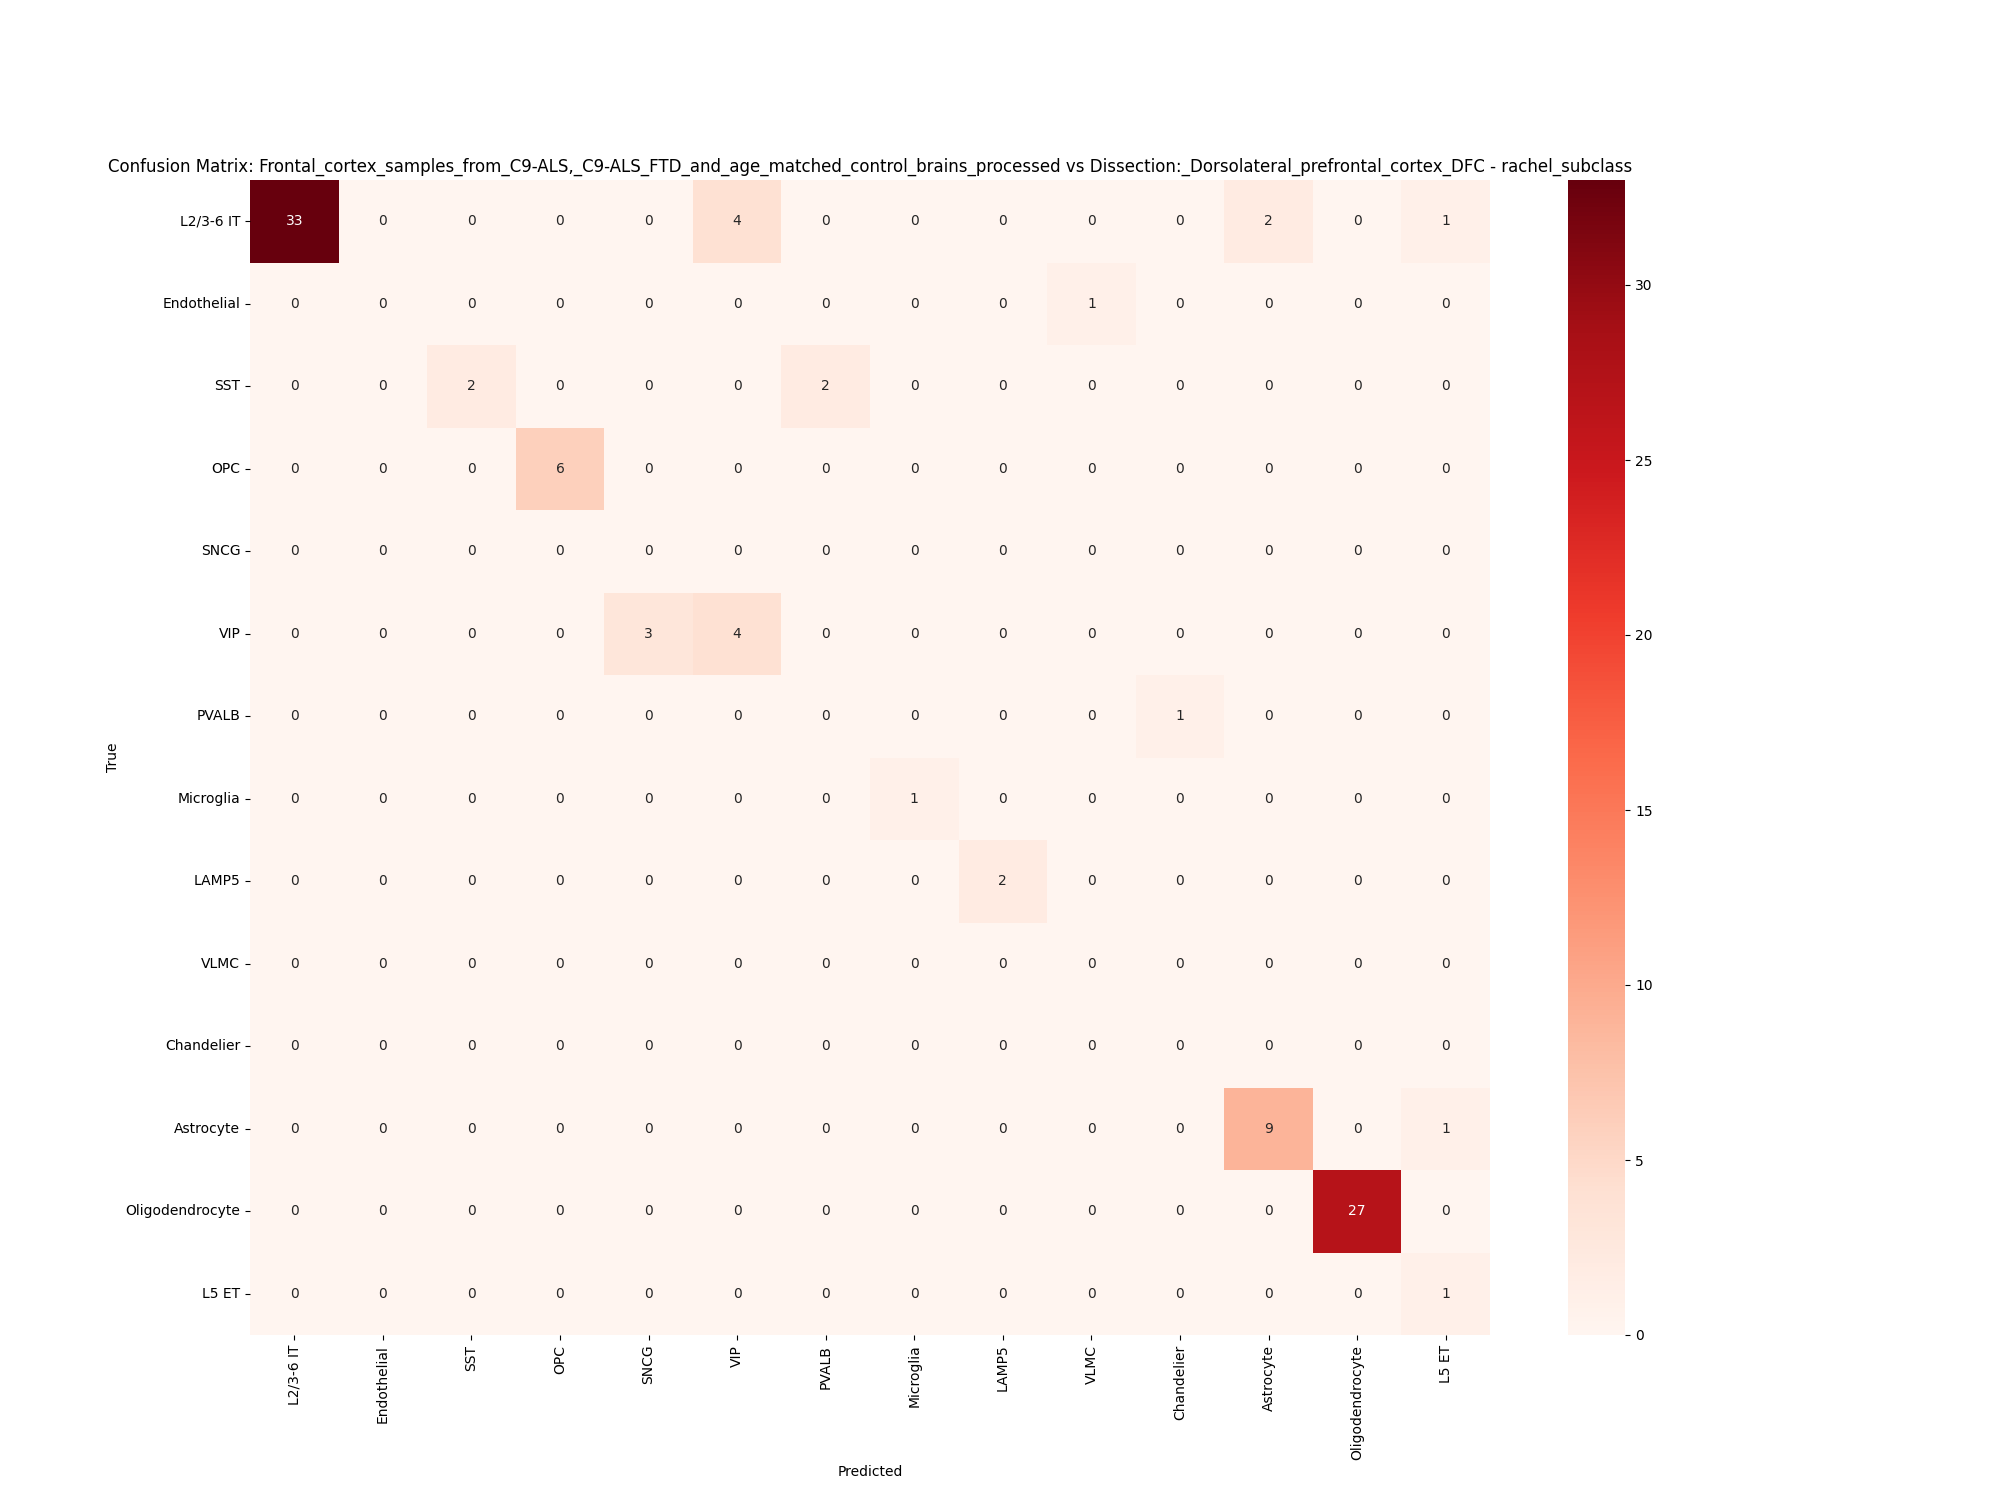 Confusion Matrix: Frontal_cortex_samples_from_C9-ALS,_C9-ALS_FTD_and_age_matched_control_brains_processed vs Dissection:_Dorsolateral_prefrontal_cortex_DFC - rachel_subclass
L2/3-6 IT 33 0 0 0 0 4 0 0 0 0 0 2 0 1
Endothelial 0 0 0 0 0 0 0 0 0 1 0 0 0 0
SST 0 0 2 0 0 0 2 0 0 0 0 0 0 0
OPC 0 0 0 6 0 0 0 0 0 0 0 0 0 0
SNCG 0 0 0 0 0 0 0 0 0 0 0 0 0 0
VIP 0 0 0 0 3 4 0 0 0 0 0 0 0 0
PVALB 0 0 0 0 0 0 0 0 0 0 1 0 0 0
Microglia 0 0 0 0 0 0 0 1 0 0 0 0 0 0
LAMP5 0 0 0 0 0 0 0 0 2 0 0 0 0 0
VLMC 0 0 0 0 0 0 0 0 0 0 0 0 0 0
Chandelier 0 0 0 0 0 0 0 0 0 0 0 0 0 0
Astrocyte 0 0 0 0 0 0 0 0 0 0 0 9 0 1
Oligodendrocyte 0 0 0 0 0 0 0 0 0 0 0 0 27 0
L5 ET 0 0 0 0 0 0 0 0 0 0 0 0 0 1
True
L2/3-6 IT
Endothelial
SST
OPC
SNCG
VIP
PVALB
Microglia
LAMP5
VLMC
Chandelier
Astrocyte
Oligodendrocyte
L5 ET
Predicted
30
25
20
15
10
5
0